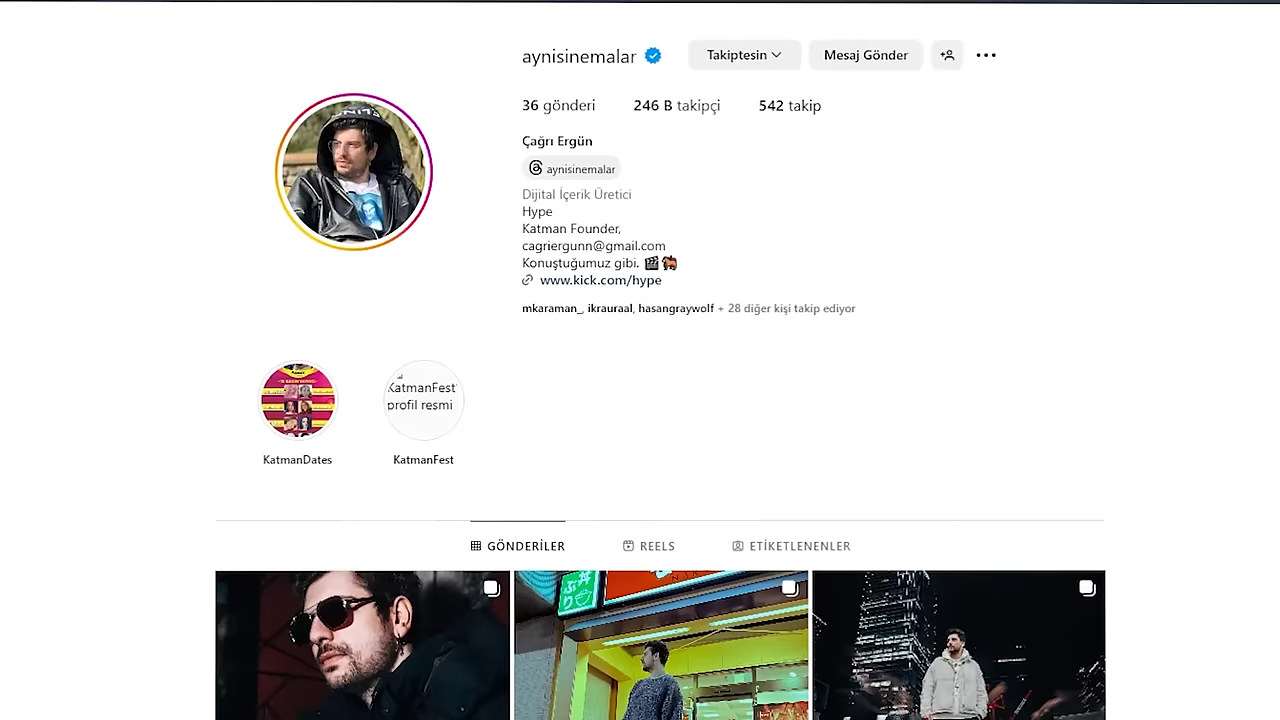 aynisinemalar
Takiptesin
Mesaj Gönder
36 gönderi 246 B takipçi 542 takip
Çağrı Ergün
aynisinemalar
Dijital İçerik Üretici
Hype
Katman Founder,
cagriergunn@gmail.com
Konuştuğumuz gibi. 🎬🐅
www.kick.com/hype
mkaraman_, ikrauraal, hasangraywolf + 28 diğer kişi takip ediyor
KatmanFest
profil resmi
KatmanDates
KatmanFest
GÖNDERİLER
REELS
ETİKETLENENLER